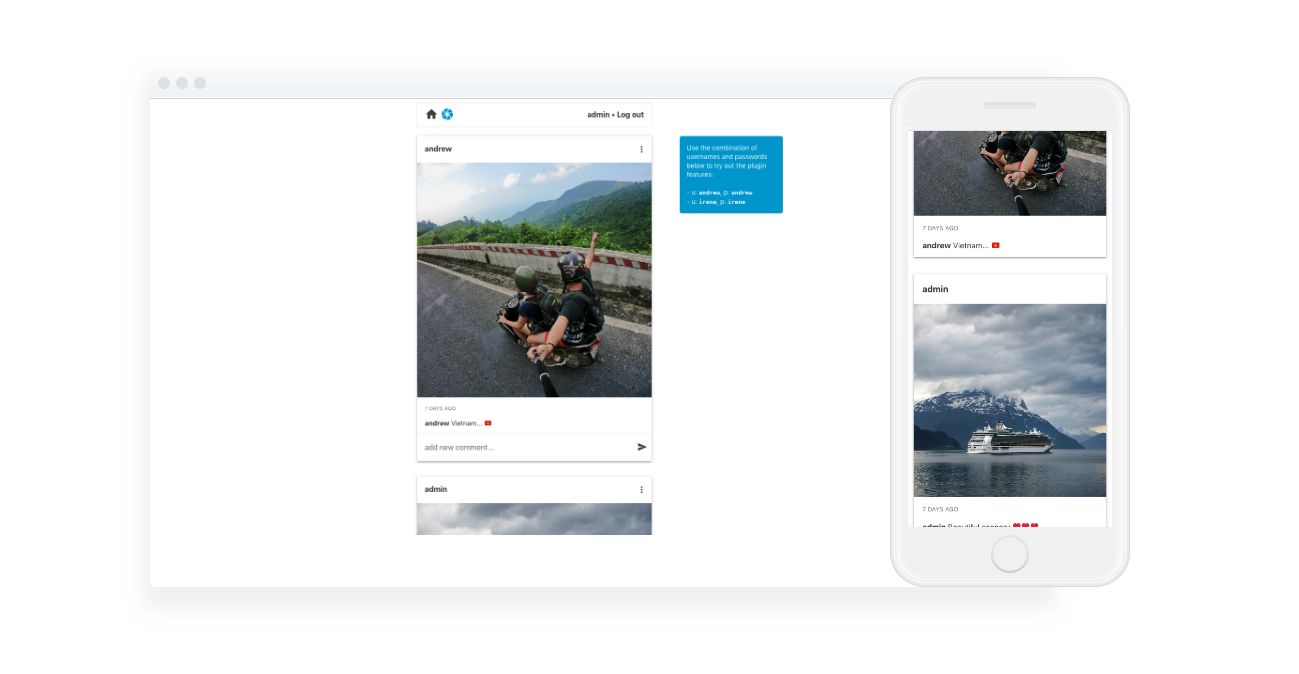 admin • Log out
andrew
7 DAYS AGO
andrew Vietnam...
add new comment...
admin
Use the combination of
usernames and passwords
below to try out the plugin
features:
- u: andrew, p: andrew
- u: irene, p: irene
7 DAYS AGO
andrew Vietnam...
admin
7 DAYS AGO
admin Beautiful